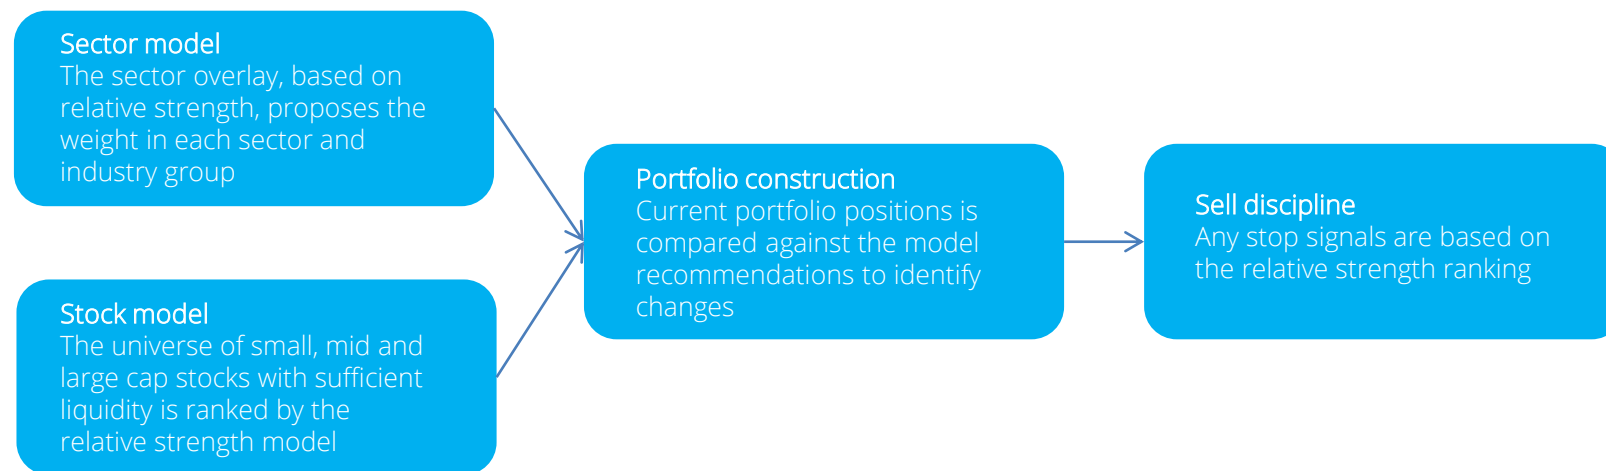 Sector model
The sector overlay, based on
relative strength, proposes the
weight in each sector and
industry group
Stock model
The universe of small, mid and
large cap stocks with sufficient
liquidity is ranked by the
relative strength model
Portfolio construction
Current portfolio positions is
compared against the model
recommendations to identify
changes
Sell discipline
Any stop signals are based on
the relative strength ranking